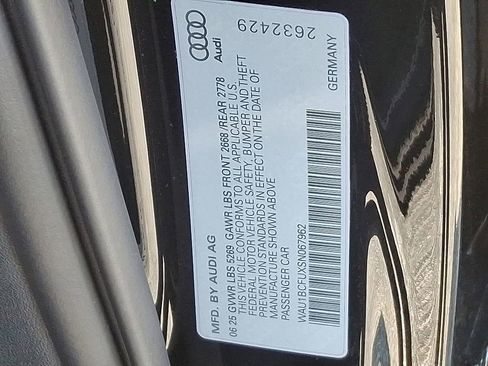 MFD. BY AUDI AG
06 25 GVWR LBS 5269 GAWR LBS FRONT 2668 /REAR 2778
THIS VEHICLE CONFORMS TO ALL APPLICABLE U.S.
FEDERAL MOTOR VEHICLE SAFETY, BUMPER AND THEFT
PREVENTION STANDARDS IN EFFECT ON THE DATE OF
MANUFACTURE SHOWN ABOVE
PASSENGER CAR
WAU1BCFUXSN067962
GERMANY
Audi
2632429